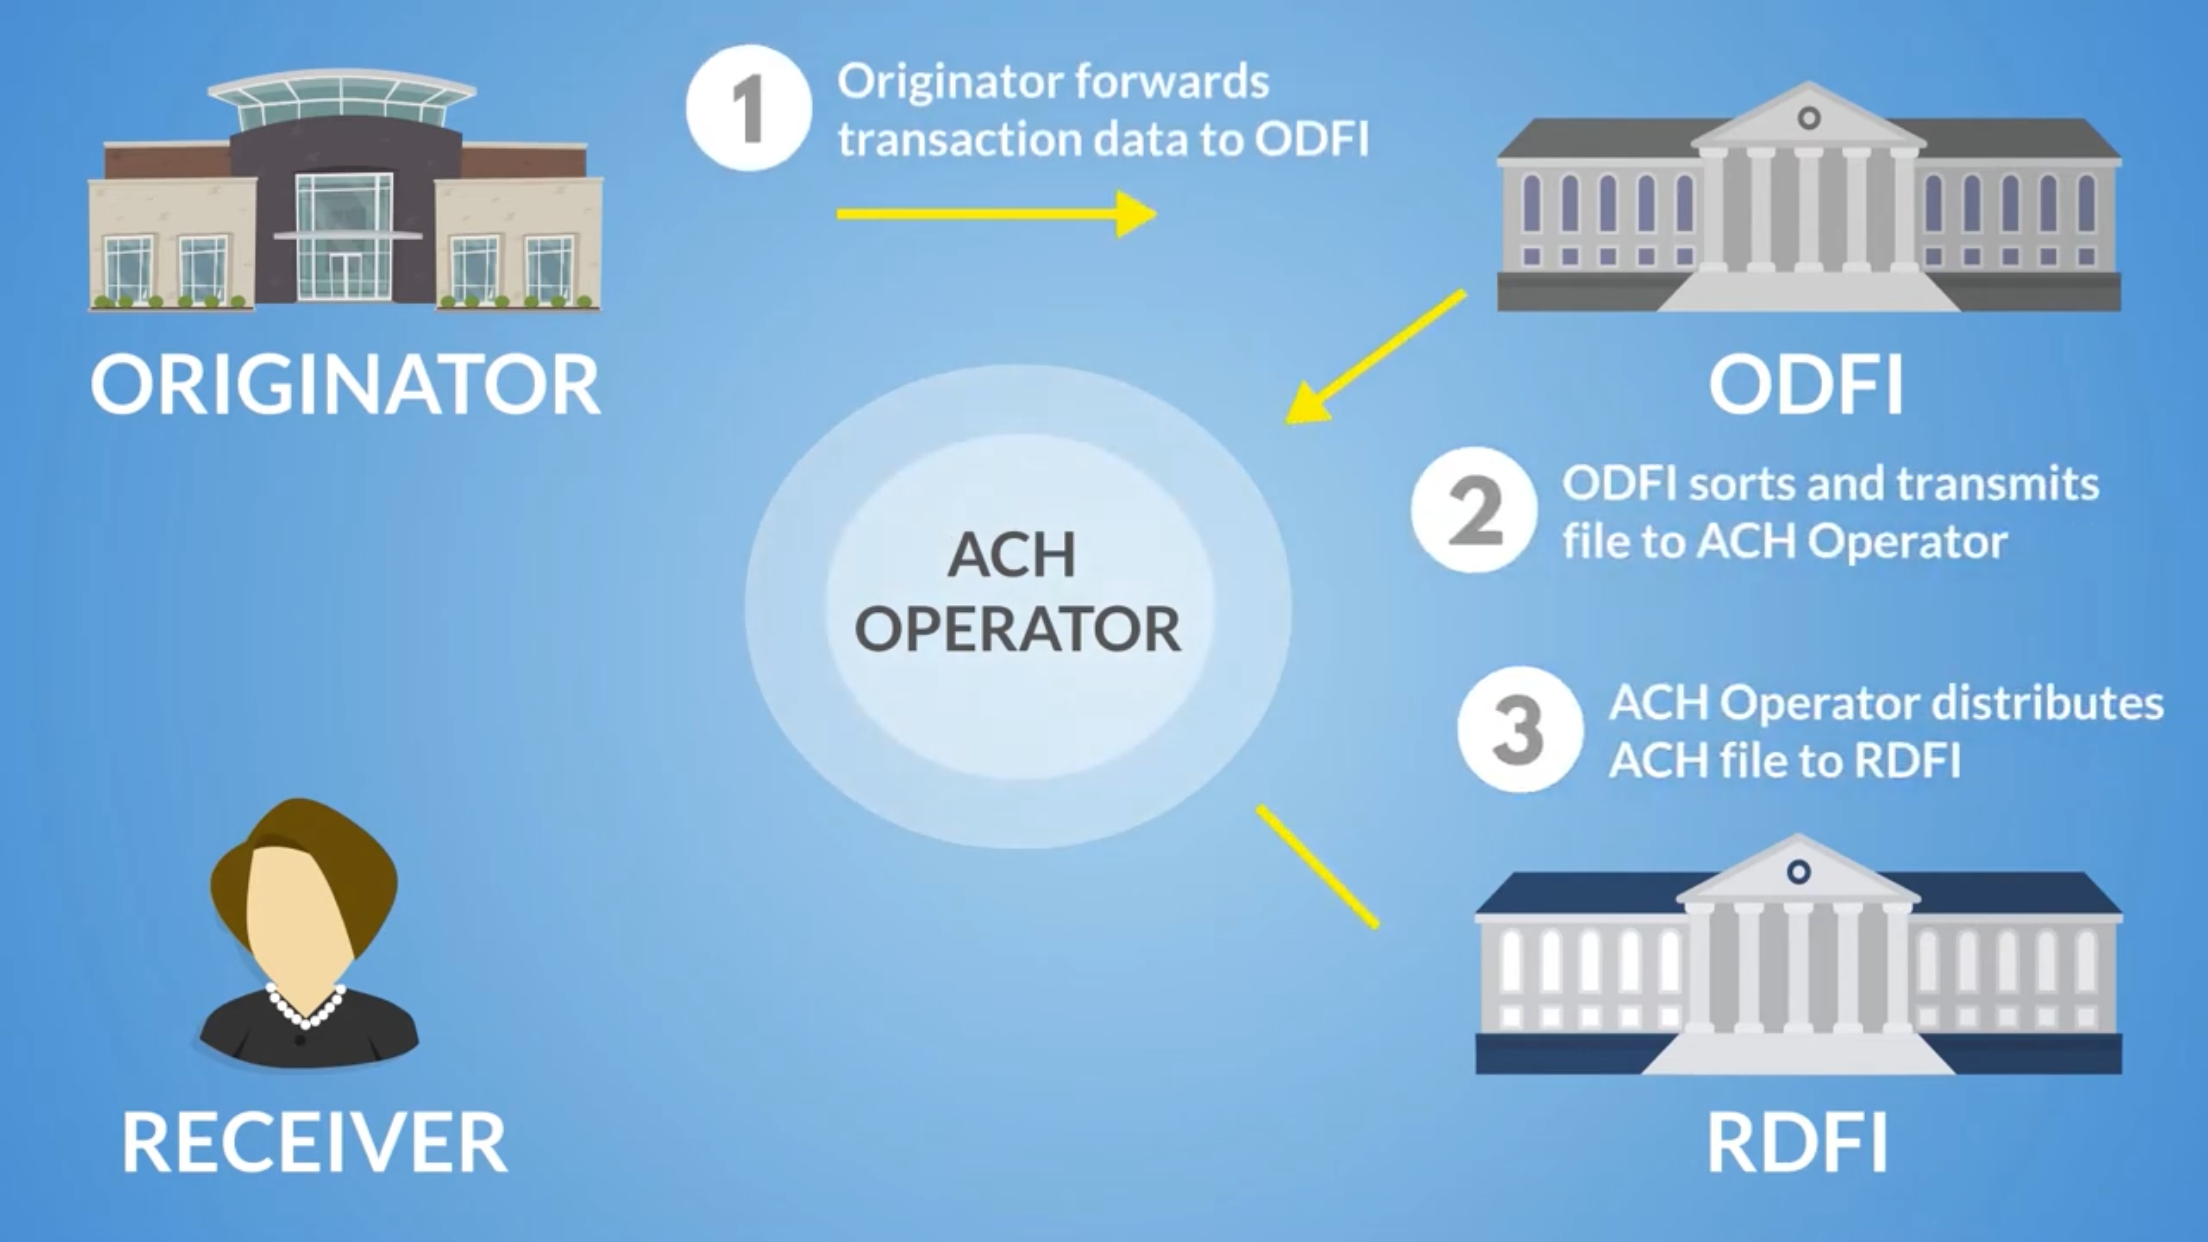 1
Originator forwards
transaction data to ODFI
ORIGINATOR
ODFI
2
ODFI sorts and transmits
file to ACH Operator
ACH
OPERATOR
3
ACH Operator distributes
ACH file to RDFI
RECEIVER
RDFI